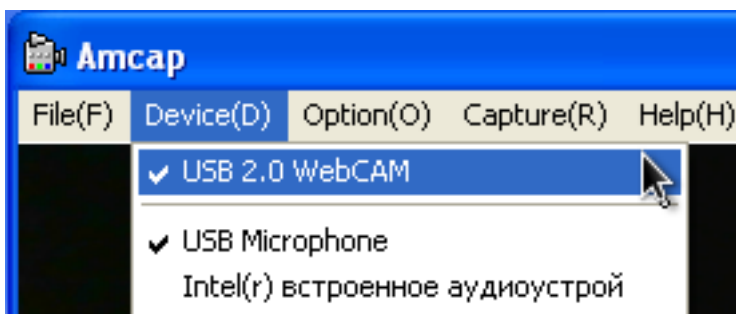 Amcap
File(F) Device(D) Option(O) Capture(R) Help(H)
USB 2.0 WebCAM
USB Microphone
Intel(r) встроенное аудиоустрой